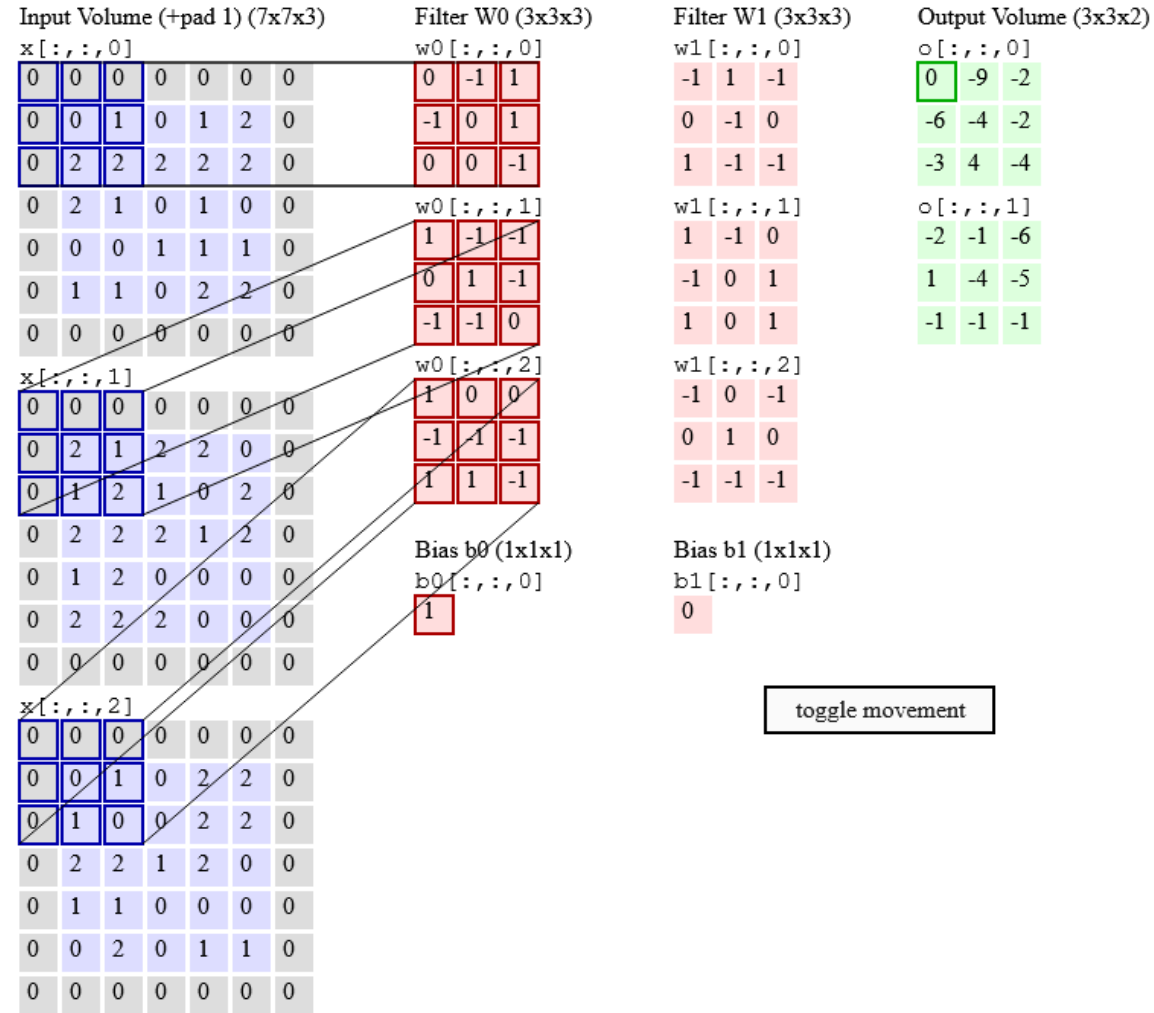 Input Volume (+pad 1) (7x7x3)
x[:,:,0]
0 0 0 0 0 0 0
0 0 1 0 1 2 0
0 2 2 2 2 2 0
0 2 1 0 1 0 0
0 0 0 1 1 1 0
0 1 1 0 2 2 0
0 0 0 0 0 0 0
x[:,:,1]
0 0 0 0 0 0 0
0 2 1 2 2 0 0
0 1 2 1 0 2 0
0 2 2 2 1 2 0
0 1 2 0 0 0 0
0 2 2 2 0 0 0
0 0 0 0 0 0 0
x[:,:,2]
0 0 0 0 0 0 0
0 0 1 0 2 2 0
0 1 0 0 2 2 0
0 2 2 1 2 0 0
0 1 1 0 0 0 0
0 0 2 0 1 1 0
0 0 0 0 0 0 0
Filter W0 (3x3x3)
w0[:,:,0]
0 -1 1
-1 0 1
0 0 -1
w0[:,:,1]
1 -1 -1
0 1 -1
-1 -1 0
w0[:,:,2]
1 0 0
-1 -1 -1
1 1 -1
Bias b0 (1x1x1)
b0[:,:,0]
1
Filter W1 (3x3x3)
w1[:,:,0]
-1 1 -1
0 -1 0
1 -1 -1
w1[:,:,1]
1 -1 0
-1 0 1
1 0 1
w1[:,:,2]
-1 0 -1
0 1 0
-1 -1 -1
Bias b1 (1x1x1)
b1[:,:,0]
0
Output Volume (3x3x2)
o[:,:,0]
0 -9 -2
-6 -4 -2
-3 4 -4
o[:,:,1]
-2 -1 -6
1 -4 -5
-1 -1 -1
toggle movement